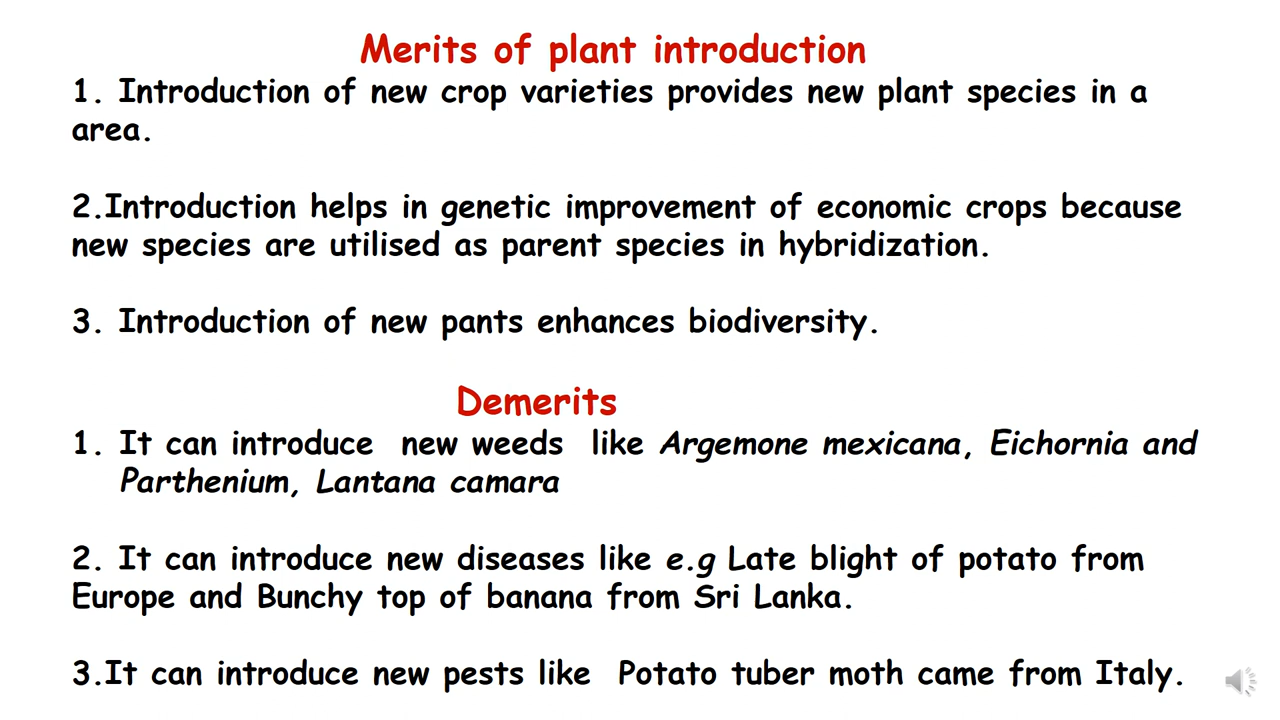 Merits of plant introduction
1. Introduction of new crop varieties provides new plant species in a
area.
2.Introduction helps in genetic improvement of economic crops because
new species are utilised as parent species in hybridization.
3. Introduction of new pants enhances biodiversity.
Demerits
1. It can introduce new weeds like Argemone mexicana, Eichornia and
Parthenium, Lantana camara
2. It can introduce new diseases like e.g Late blight of potato from
Europe and Bunchy top of banana from Sri Lanka.
3.It can introduce new pests like Potato tuber moth came from Italy.